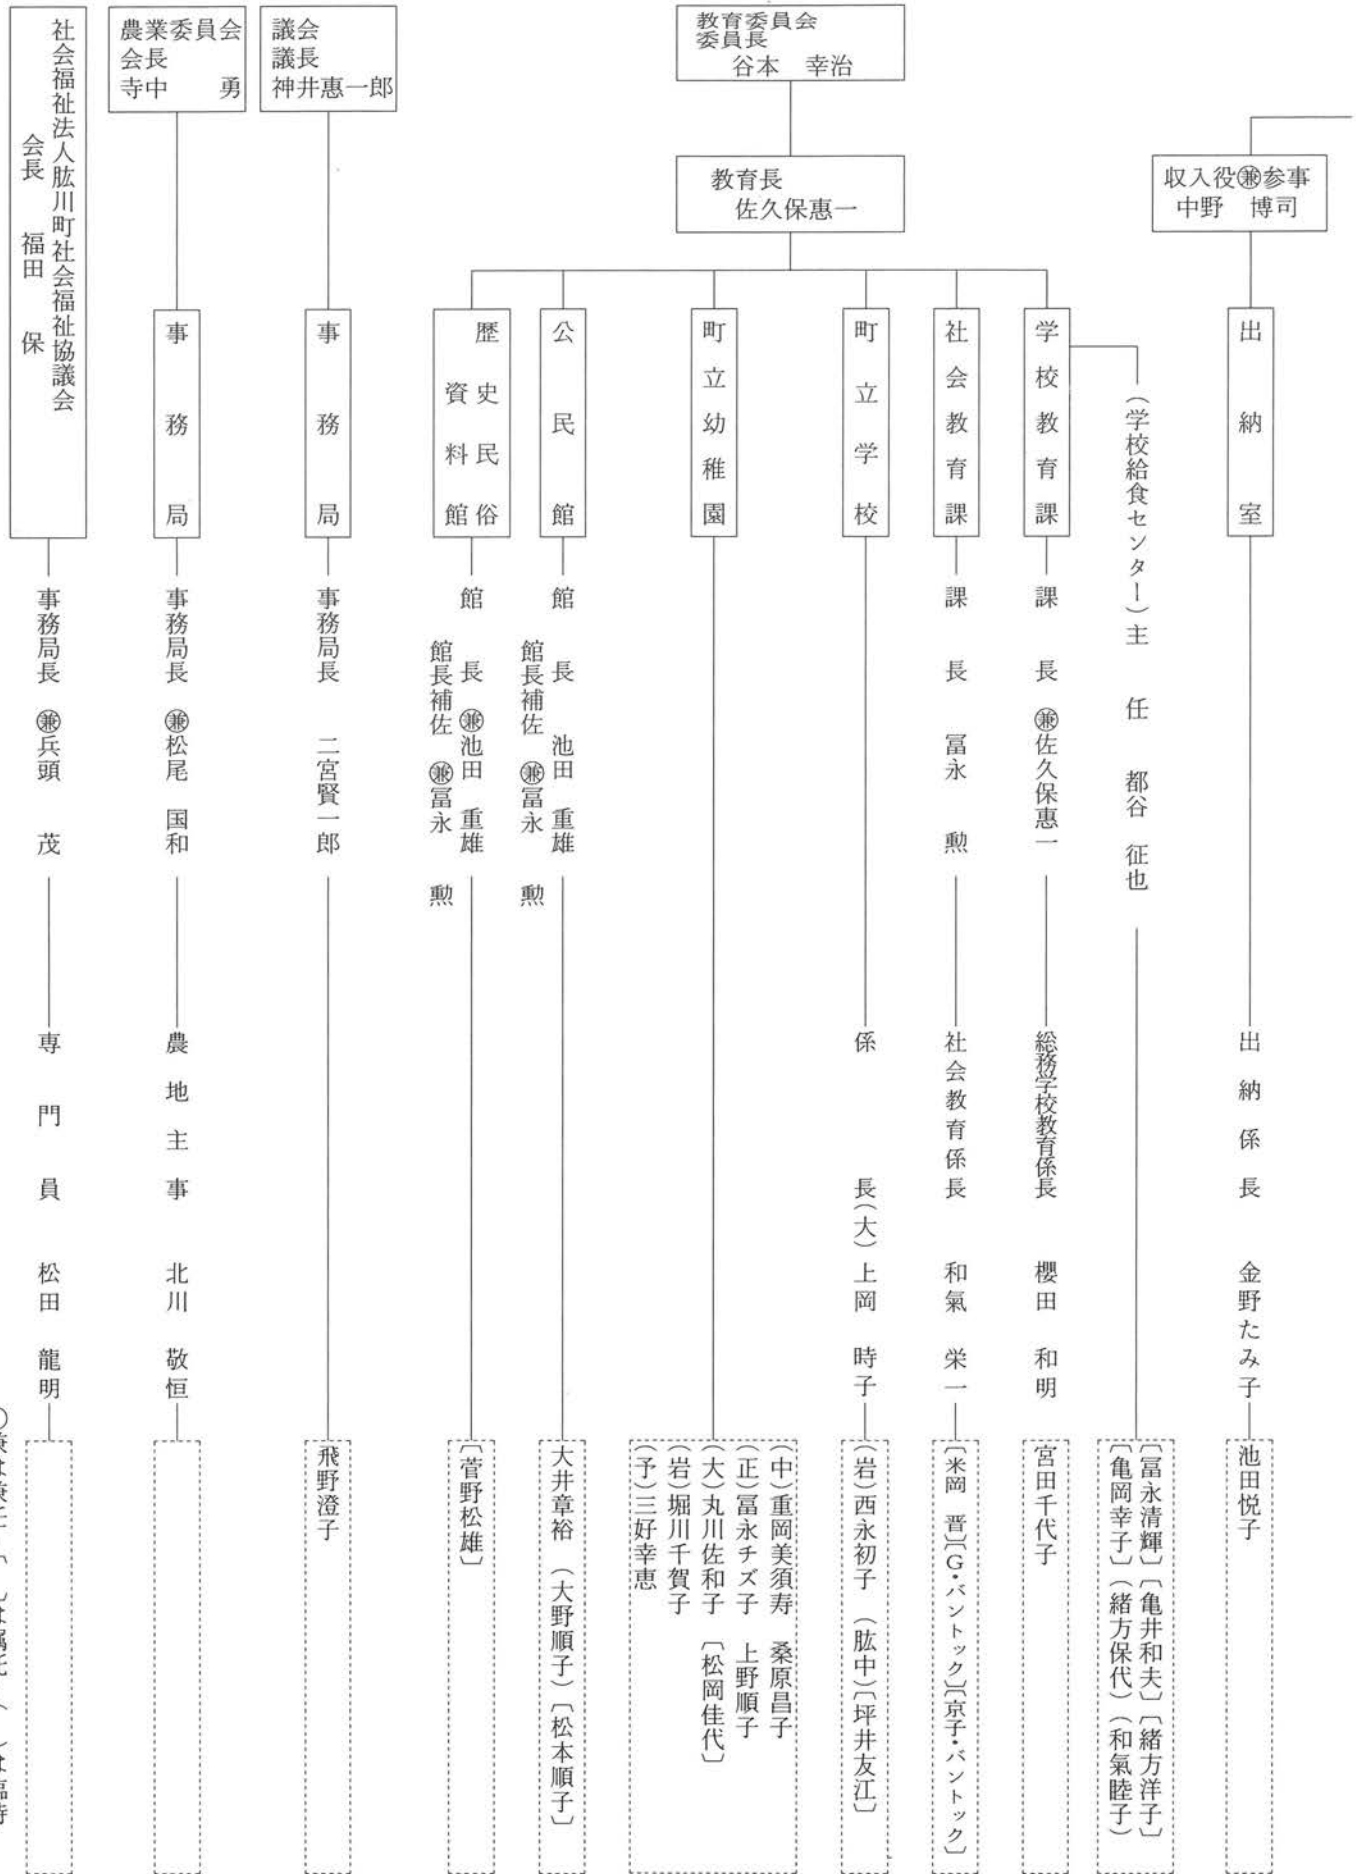 収入役㊒参事
中野　博司
出納室
出納係長　金野たみ子
池田悦子
教育委員会
委員長
谷本　幸治
教育長
佐久保惠一
（学校給食センター）主任　都谷　征也
〔冨永清輝〕〔亀井和夫〕〔緒方洋子〕
〔亀岡幸子〕（緒方保代）（和氣睦子）
学校教育課
課長　㊒佐久保惠一
総務学校教育係長　櫻田　和明
宮田千代子
社会教育課
課長　冨永　勲
社会教育係長　和氣　栄一
〔米岡　晋〕〔G・バントック〕〔京子・バントック〕
町立学校
係長（大）上岡　時子
（岩）西永初子　（肱中）〔坪井友江〕
町立幼稚園
（中）重岡美須寿　桑原昌子
（正）冨永チズ子　上野順子
（大）丸川佐和子　〔松岡佳代〕
（岩）堀川千賀子
（予）三好幸恵
公民館
館長　池田　重雄
館長補佐　㊒冨永　勲
大井章裕　（大野順子）〔松本順子〕
歴史民俗
資料館
館長　㊒池田　重雄
館長補佐　㊒冨永　勲
〔菅野松雄〕
議会
議長
神井惠一郎
事務局
事務局長　二宮賢一郎
飛野澄子
農業委員会
会長
寺中　勇
事務局
事務局長　㊒松尾　国和
農地主事　北川　敬恒
社会福祉法人肱川町社会福祉協議会
会長　福田　保
事務局長　㊒兵頭　茂
専門員　松田　龍明